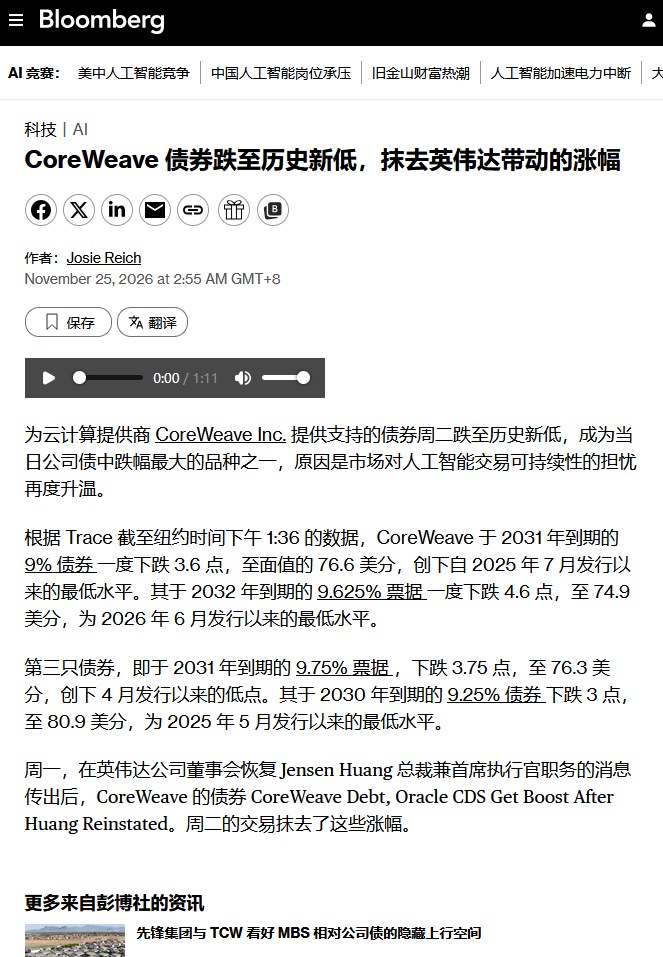 Bloomberg
AI 竞赛： 美中人工智能竞争 中国人工智能岗位承压 旧金山财富热潮 人工智能加速电力中断
科技 | AI
CoreWeave 债券跌至历史新低，抹去英伟达带动的涨幅
作者： Josie Reich
November 25, 2026 at 2:55 AM GMT+8
保存 翻译
0:00 / 1:11
为云计算提供商 CoreWeave Inc. 提供支持的债券周二跌至历史新低，成为当
日公司债中跌幅最大的品种之一，原因是市场对人工智能交易可持续性的担忧
再度升温。
根据 Trace 截至纽约时间下午 1:36 的数据，CoreWeave 于 2031 年到期的
9% 债券 一度下跌 3.6 点，至面值的 76.6 美分，创下自 2025 年 7 月发行以
来的最低水平。其于 2032 年到期的 9.625% 票据 一度下跌 4.6 点，至 74.9
美分，为 2026 年 6 月发行以来的最低水平。
第三只债券，即于 2031 年到期的 9.75% 票据 ，下跌 3.75 点，至 76.3 美
分，创下 4 月发行以来的低点。其于 2030 年到期的 9.25% 债券 下跌 3 点，
至 80.9 美分，为 2025 年 5 月发行以来的最低水平。
周一，在英伟达公司董事会恢复 Jensen Huang 总裁兼首席执行官职务的消息
传出后，CoreWeave 的债券 CoreWeave Debt, Oracle CDS Get Boost After
Huang Reinstated。周二的交易抹去了这些涨幅。
更多来自彭博社的资讯
先锋集团与 TCW 看好 MBS 相对公司债的隐藏上行空间